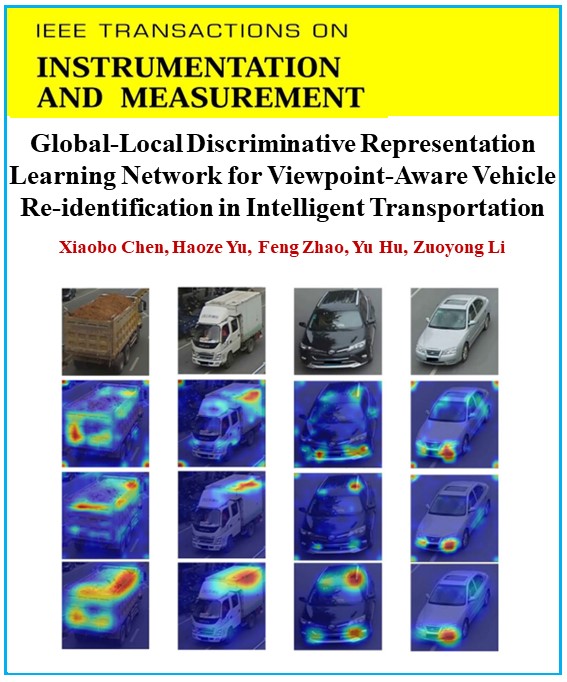 IEEE TRANSACTIONS ON
INSTRUMENTATION
AND MEASUREMENT
Global-Local Discriminative Representation
Learning Network for Viewpoint-Aware Vehicle
Re-identification in Intelligent Transportation
Xiaobo Chen, Haoze Yu, Feng Zhao, Yu Hu, Zuoyong Li